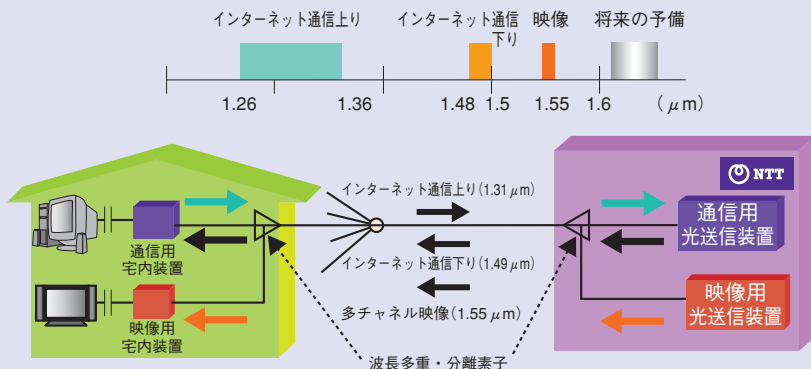 インターネット通信上り
インターネット通信
下り
映像
将来の予備
1.26
1.36
1.48
1.5
1.55
1.6
(μm)
NTT
インターネット通信上り(1.31μm)
通信用
宅内装置
通信用
光送信装置
インターネット通信下り(1.49μm)
多チャネル映像(1.55μm)
映像用
宅内装置
映像用
光送信装置
波長多重・分離素子